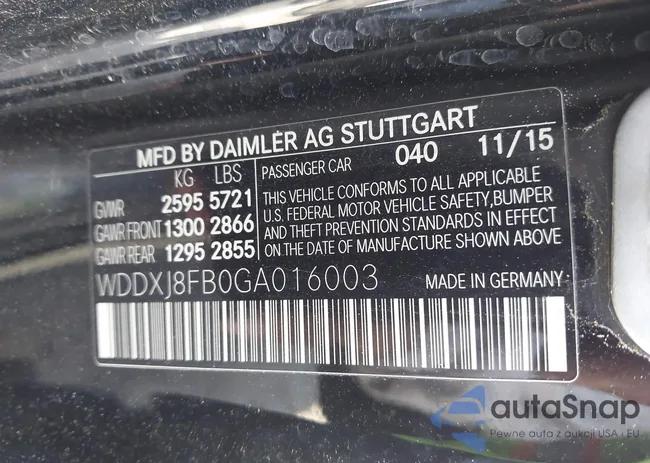 MFD BY DAIMLER AG STUTTGART
KG LBS
GVWR 2595 5721
GAWR FRONT 1300 2866
GAWR REAR 1295 2855
PASSENGER CAR 040 11/15
THIS VEHICLE CONFORMS TO ALL APPLICABLE
U.S. FEDERAL MOTOR VEHICLE SAFETY, BUMPER
AND THEFT PREVENTION STANDARDS IN EFFECT
ON DATE OF MANUFACTURE SHOWN ABOVE
WDDXJ8FB0GA016003 MADE IN GERMANY
autaSnap
Pewne auta z aukcji USA i EU